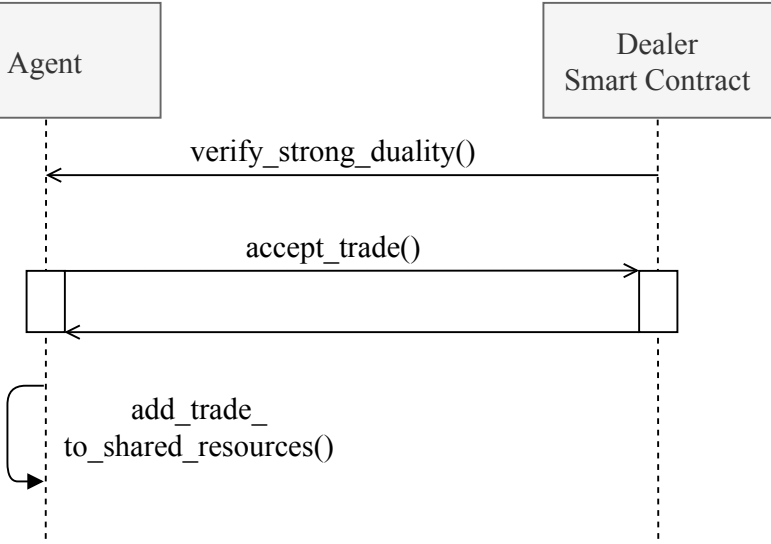 Agent
Dealer
Smart Contract
verify_strong_duality()
accept_trade()
add_trade_
to_shared_resources()